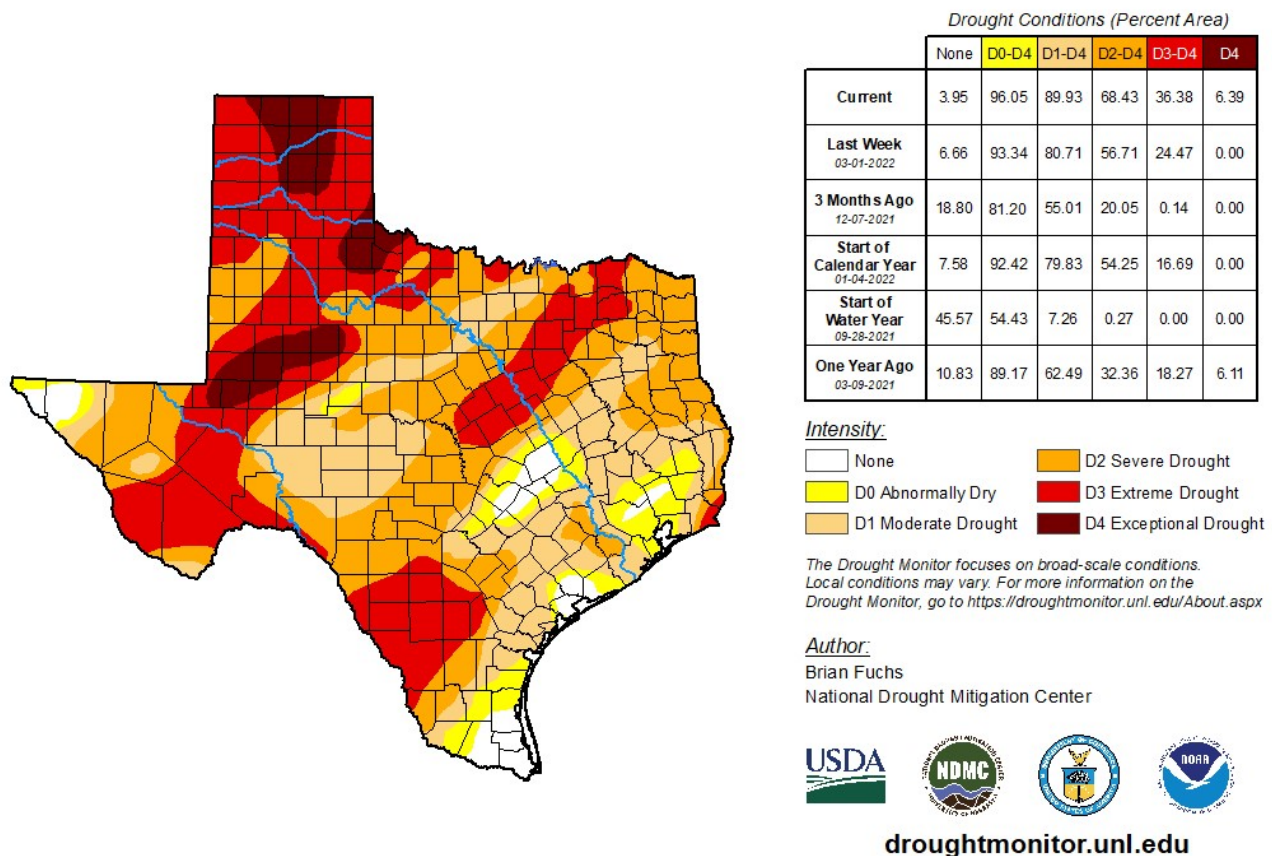 Drought Conditions (Percent Area)
None D0-D4 D1-D4 D2-D4 D3-D4 D4
Current 3.95 96.05 89.93 68.43 36.38 6.39
Last Week
03-01-2022 6.66 93.34 80.71 56.71 24.47 0.00
3 Months Ago
12-07-2021 18.80 81.20 55.01 20.05 0.14 0.00
Start of
Calendar Year
01-04-2022 7.58 92.42 79.83 54.25 16.69 0.00
Start of
Water Year
09-28-2021 45.57 54.43 7.26 0.27 0.00 0.00
One Year Ago
03-09-2021 10.83 89.17 62.49 32.36 18.27 6.11
Intensity:
None
D0 Abnormally Dry
D1 Moderate Drought
D2 Severe Drought
D3 Extreme Drought
D4 Exceptional Drought
The Drought Monitor focuses on broad-scale conditions.
Local conditions may vary. For more information on the
Drought Monitor, go to https://droughtmonitor.unl.edu/About.aspx
Author:
Brian Fuchs
National Drought Mitigation Center
USDA
NDMC
NOAA
droughtmonitor.unl.edu